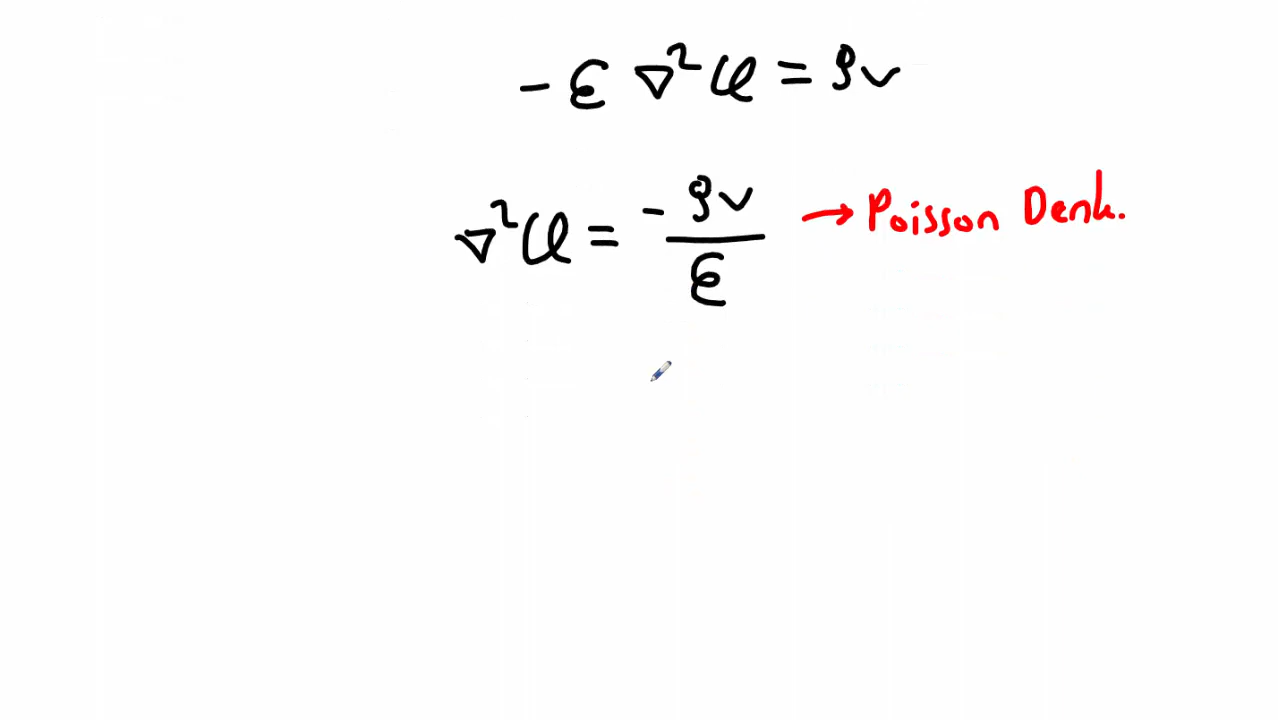 - ε ∇²φ = ρv
∇²φ = -ρv/ε → Poisson Denk.